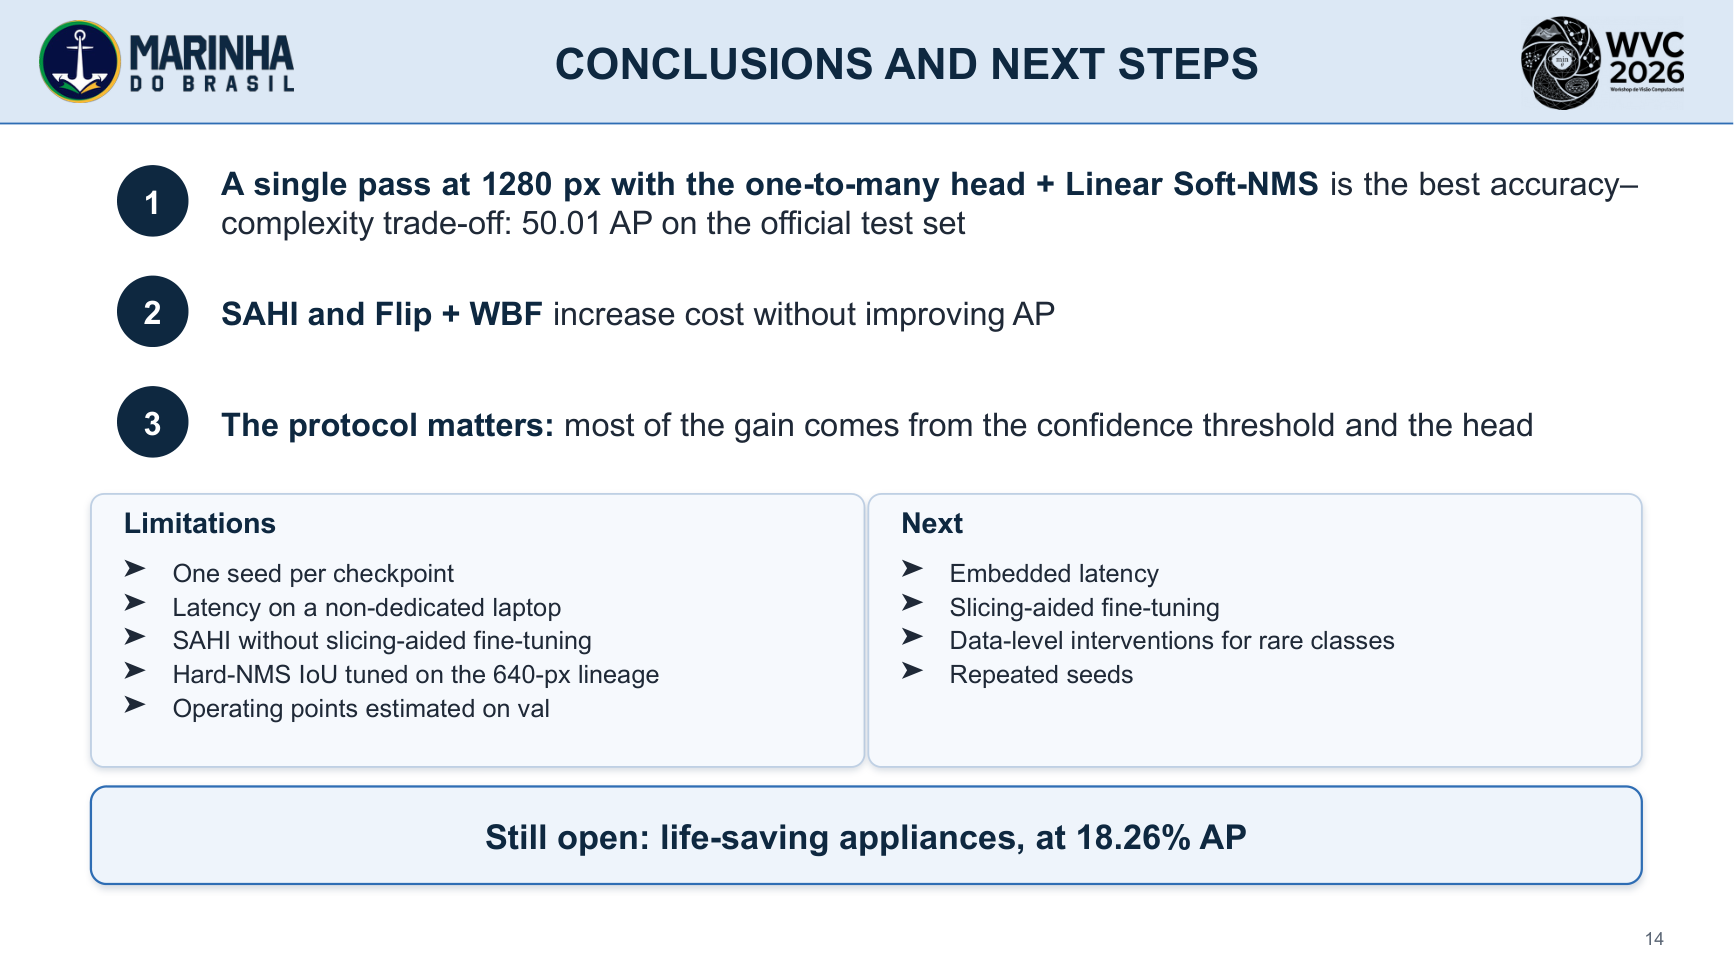 MARINHA
DO BRASIL
CONCLUSIONS AND NEXT STEPS
WVC
2026
Workshop de Visão Computacional
1
A single pass at 1280 px with the one-to-many head + Linear Soft-NMS is the best accuracy–
complexity trade-off: 50.01 AP on the official test set
2
SAHI and Flip + WBF increase cost without improving AP
3
The protocol matters: most of the gain comes from the confidence threshold and the head
Limitations
➤ One seed per checkpoint
➤ Latency on a non-dedicated laptop
➤ SAHI without slicing-aided fine-tuning
➤ Hard-NMS IoU tuned on the 640-px lineage
➤ Operating points estimated on val
Next
➤ Embedded latency
➤ Slicing-aided fine-tuning
➤ Data-level interventions for rare classes
➤ Repeated seeds
Still open: life-saving appliances, at 18.26% AP
14